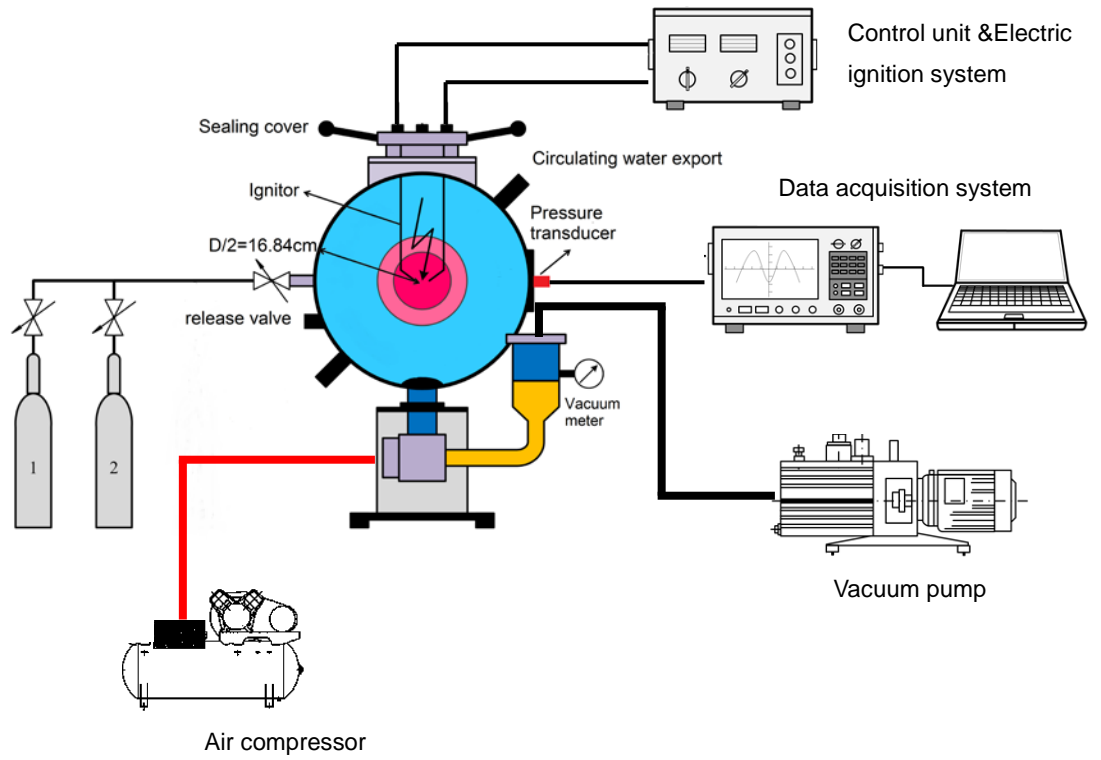 Control unit &Electric
ignition system
Sealing cover
Circulating water export
Ignitor
Data acquisition system
Pressure
transducer
D/2=16.84cm
release valve
Vacuum
meter
1
2
Vacuum pump
Air compressor